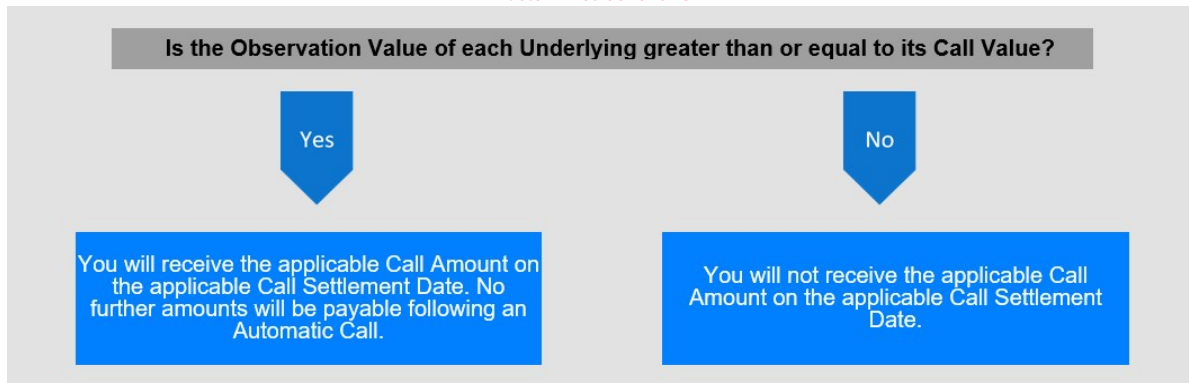 Is the Observation Value of each Underlying greater than or equal to its Call Value?
Yes
No
You will receive the applicable Call Amount on
the applicable Call Settlement Date. No
further amounts will be payable following an
Automatic Call.
You will not receive the applicable Call
Amount on the applicable Call Settlement
Date.